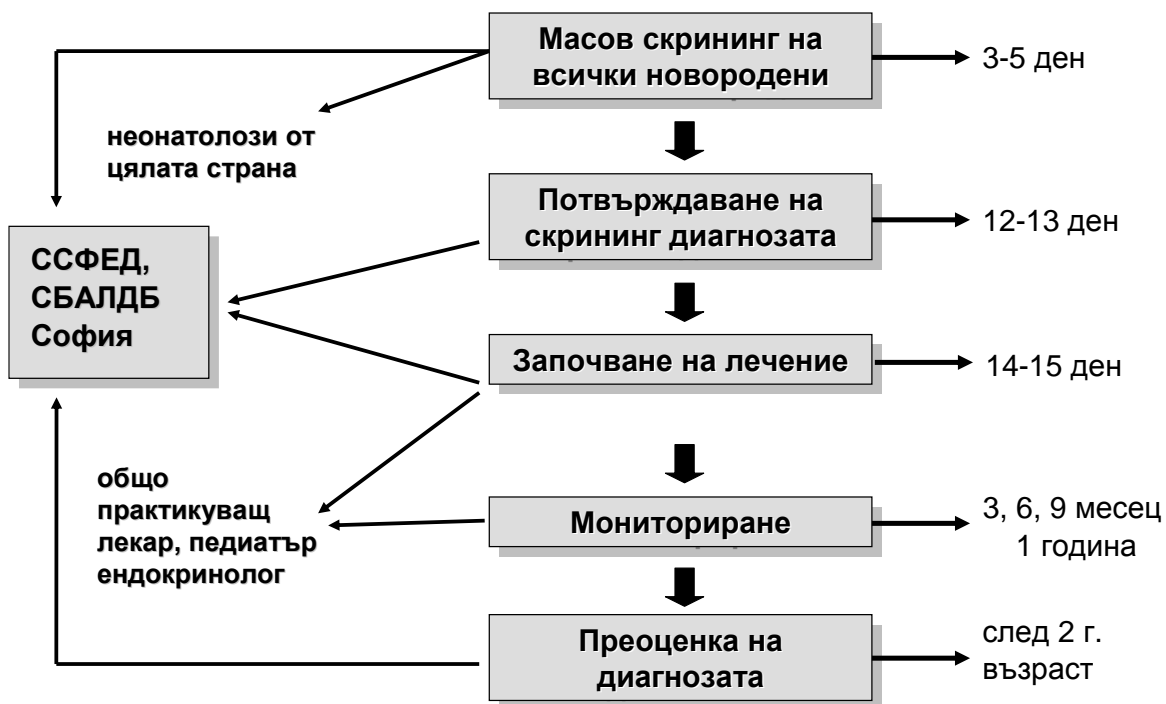 Масов скрининг на
всички новородени
3-5 ден
неонатолози от
цялата страна
Потвърждаване на
скрининг диагнозата
12-13 ден
ССФЕД,
СБАЛДБ
София
Започване на лечение
14-15 ден
общо
практикуващ
лекар, педиатър
ендокринолог
Мониториране
3, 6, 9 месец
1 година
Преоценка на
диагнозата
след 2 г.
възраст